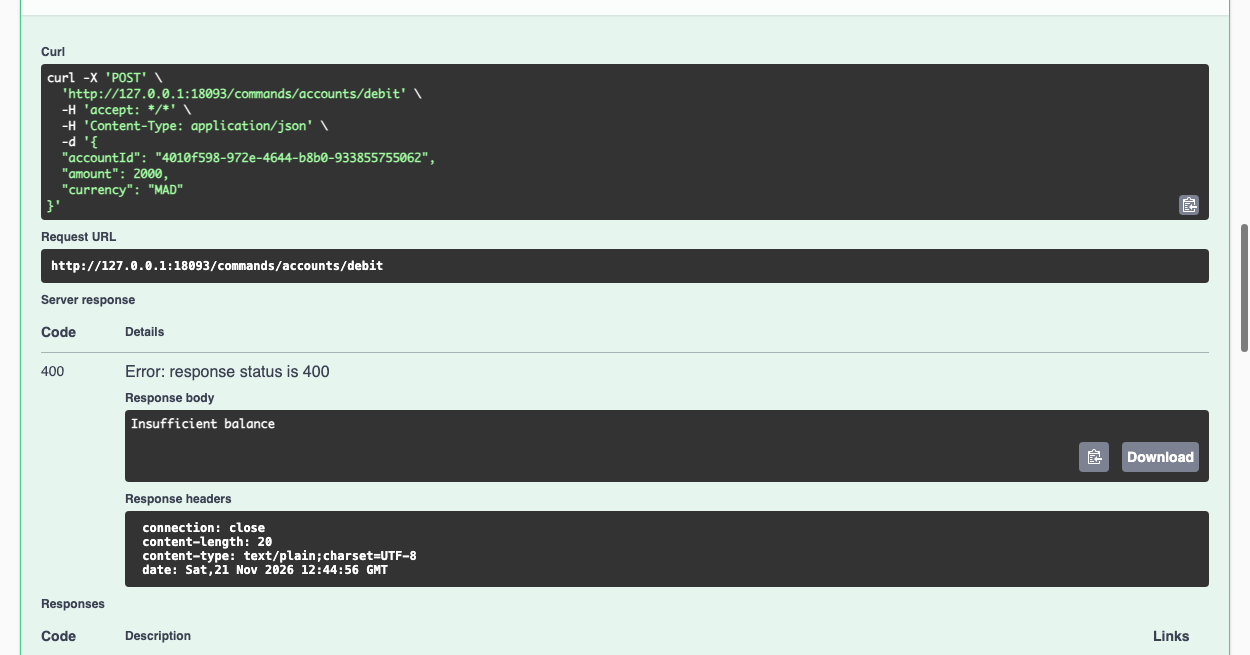 Curl
curl -X 'POST' \
  'http://127.0.0.1:18093/commands/accounts/debit' \
  -H 'accept: */*' \
  -H 'Content-Type: application/json' \
  -d '{
  "accountId": "4010f598-972e-4644-b8b0-933855755062",
  "amount": 2000,
  "currency": "MAD"
}'
Request URL
http://127.0.0.1:18093/commands/accounts/debit
Server response
Code Details
400 Error: response status is 400
Response body
Insufficient balance
Download
Response headers
connection: close
content-length: 20
content-type: text/plain;charset=UTF-8
date: Sat,21 Nov 2026 12:44:56 GMT
Responses
Code Description Links